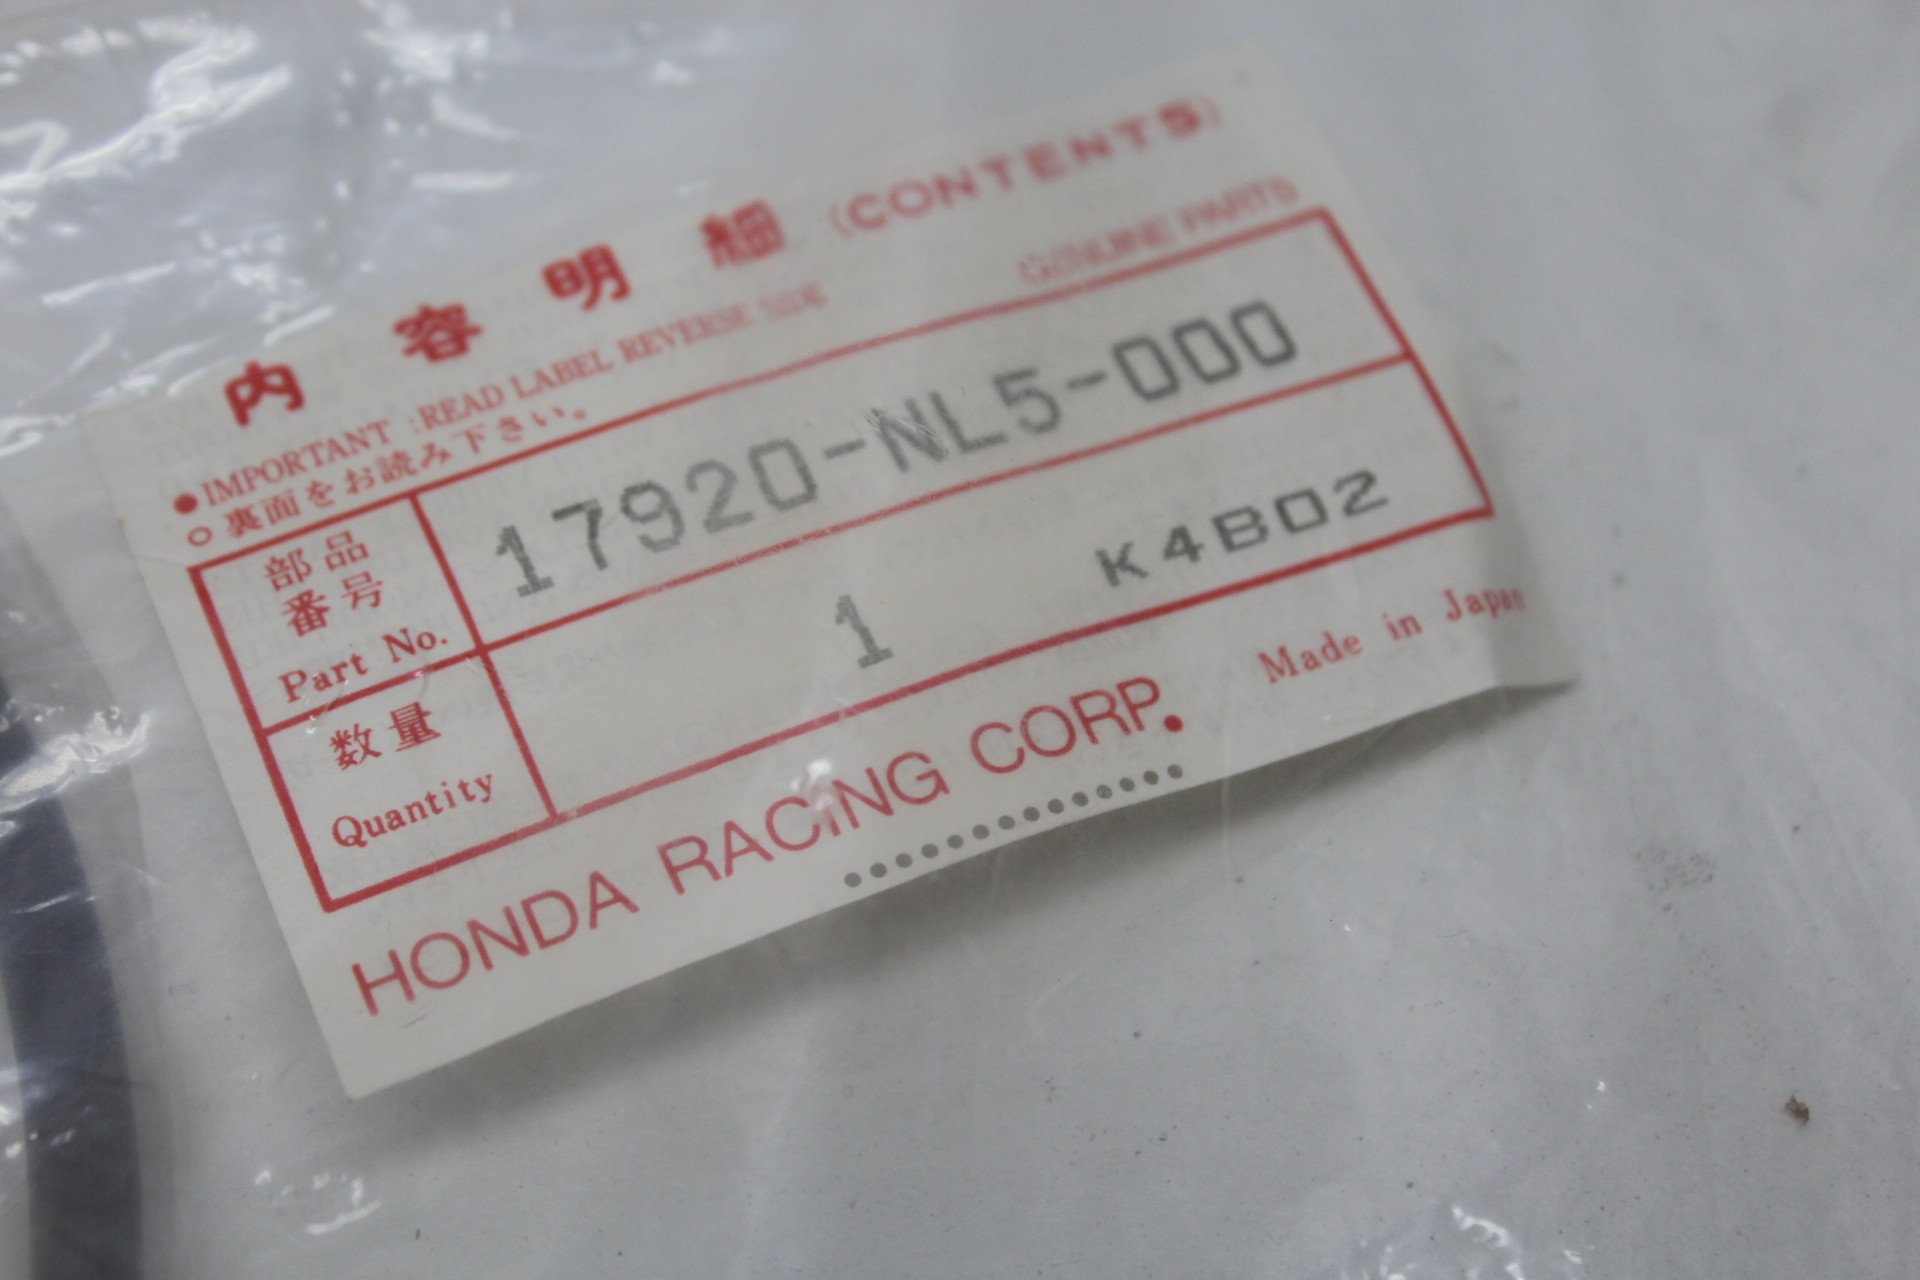 内容明細 (CONTENTS)
●IMPORTANT :READ LABEL REVERSE SIDE
GENUINE PARTS
○裏面をお読み下さい。
部品番号
Part No.
17920-NL5-000
数量
Quantity
1
K4B02
HONDA RACING CORP.
Made in Japan